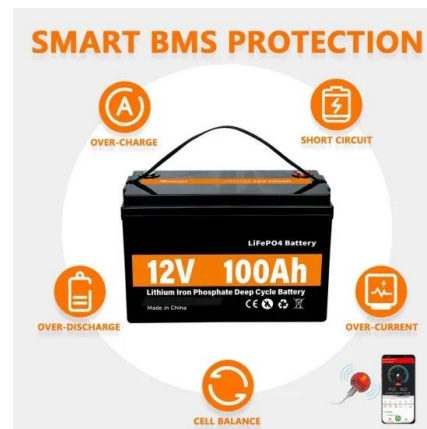 SMART BMS PROTECTION
A
OVER-CHARGE
SHORT CIRCUIT
LiFePO4 Battery
12V 100Ah
Lithium Iron Phosphate Deep Cycle Battery
Made in China
CE
OVER-DISCHARGE
OVER-CURRENT
CELL BALANCE